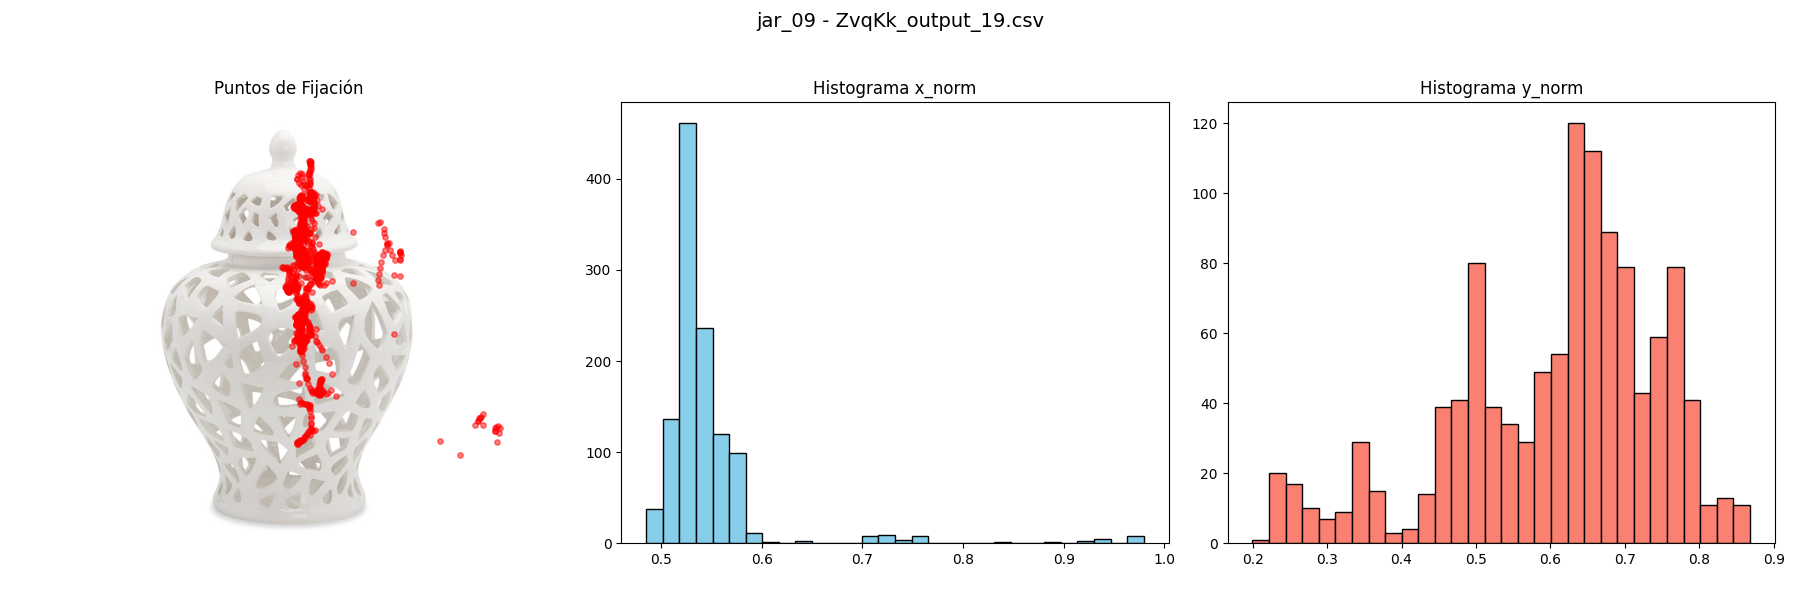 jar_09 - ZvqKk_output_19.csv
Puntos de Fijación
Histograma x_norm
Histograma y_norm
400
300
200
100
0
0.5 0.6 0.7 0.8 0.9 1.0
120
100
80
60
40
20
0
0.2 0.3 0.4 0.5 0.6 0.7 0.8 0.9